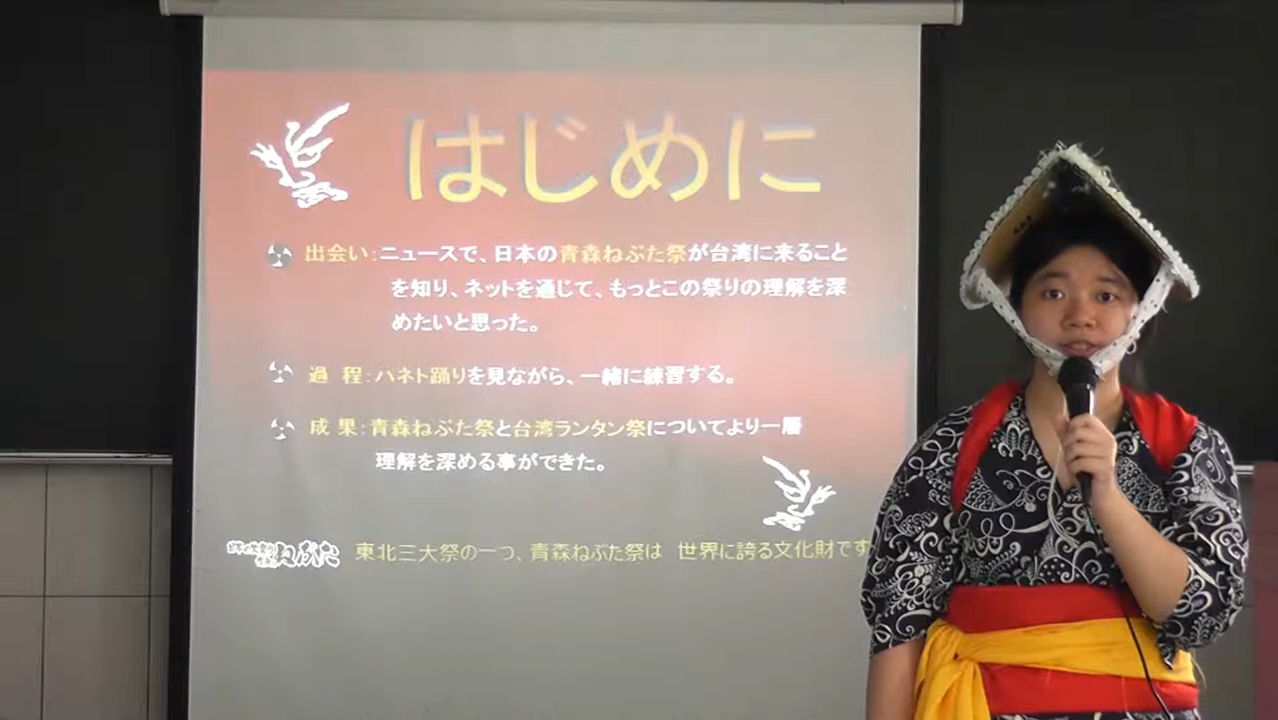 はじめに
出会い：ニュースで、日本の青森ねぶた祭が台湾に来ること
を知り、ネットを通じて、もっとこの祭りの理解を深
めたいと思った。
過 程：ハネト踊りを見ながら、一緒に練習する。
成 果：青森ねぶた祭と台湾ランタン祭についてより一層
理解を深める事ができた。
ねぶた 東北三大祭の一つ、青森ねぶた祭は 世界に誇る文化財です